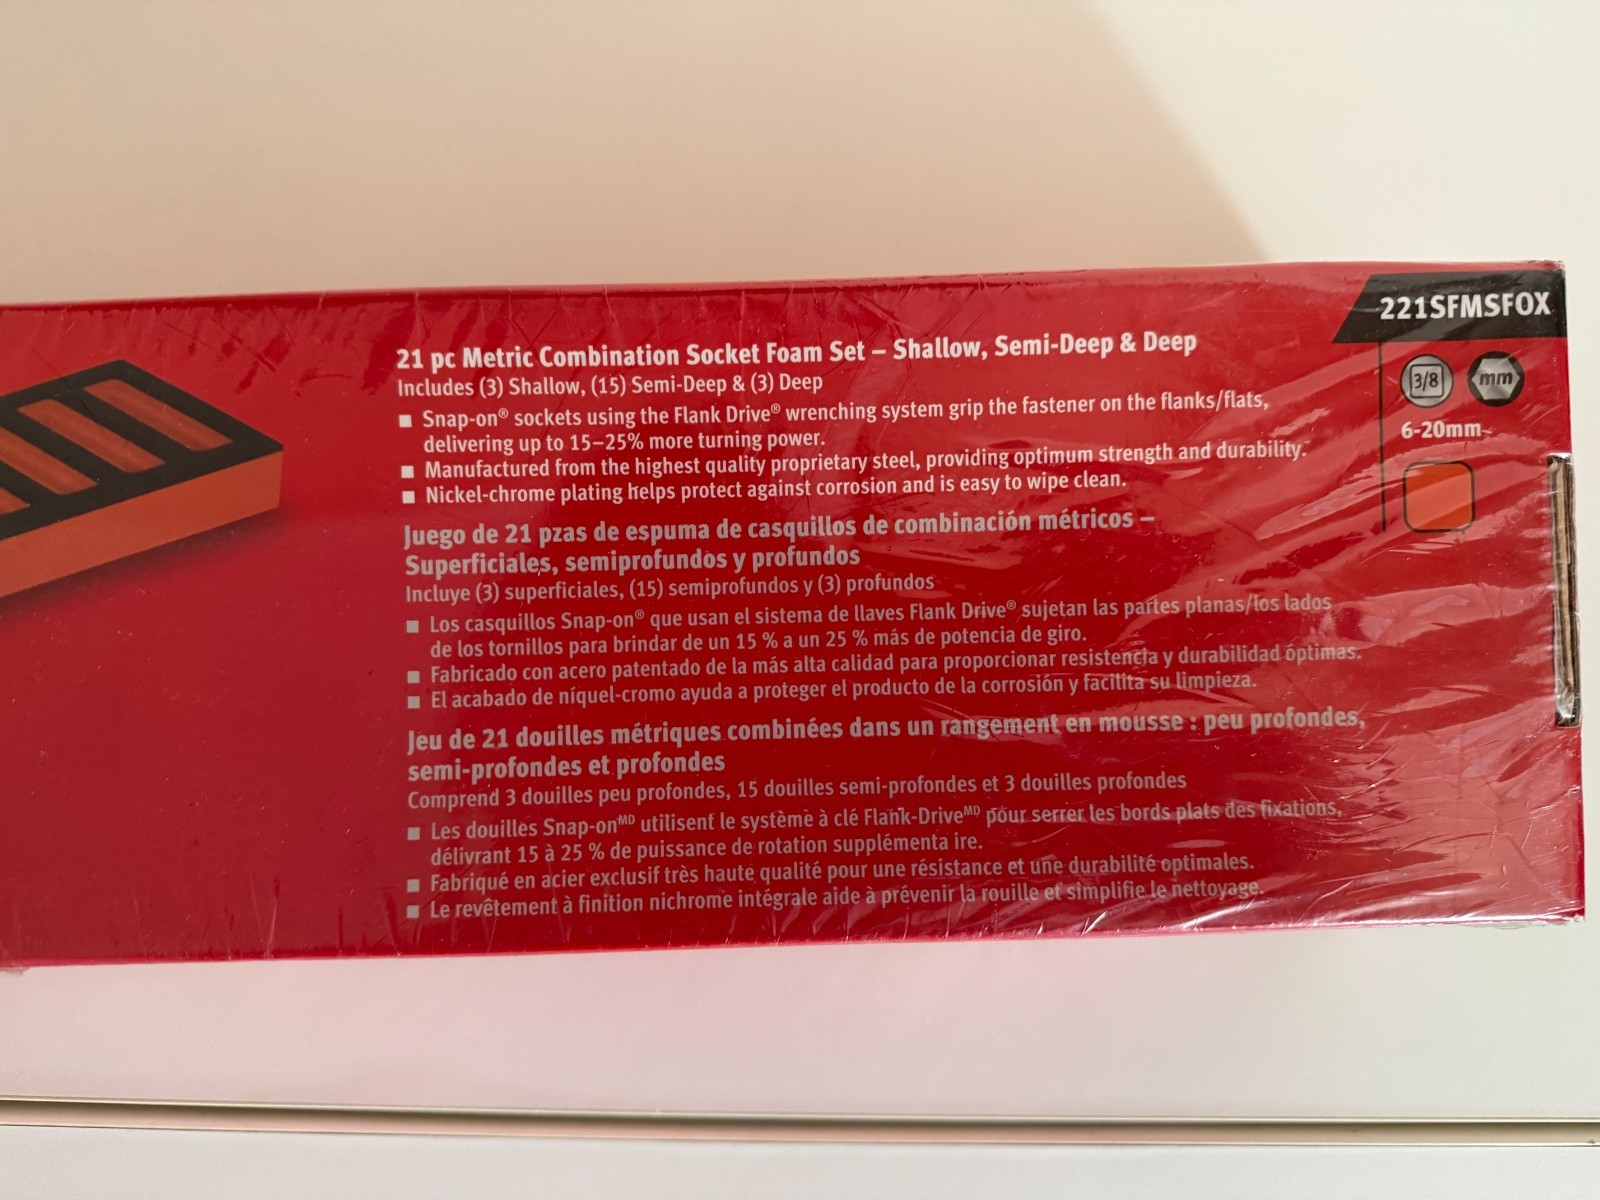 221SFMSFOX
21 pc Metric Combination Socket Foam Set – Shallow, Semi-Deep & Deep
Includes (3) Shallow, (15) Semi-Deep & (3) Deep
■ Snap-on® sockets using the Flank Drive® wrenching system grip the fastener on the flanks/flats,
delivering up to 15–25% more turning power.
■ Manufactured from the highest quality proprietary steel, providing optimum strength and durability.
■ Nickel-chrome plating helps protect against corrosion and is easy to wipe clean.
3/8 mm
6-20mm
Juego de 21 pzas de espuma de casquillos de combinación métricos –
Superficiales, semiprofundos y profundos
Incluye (3) superficiales, (15) semiprofundos y (3) profundos
■ Los casquillos Snap-on® que usan el sistema de llaves Flank Drive® sujetan las partes planas/los lados
de los tornillos para brindar de un 15 % a un 25 % más de potencia de giro.
■ Fabricado con acero patentado de la más alta calidad para proporcionar resistencia y durabilidad óptimas.
■ El acabado de níquel-cromo ayuda a proteger el producto de la corrosión y facilita su limpieza.
Jeu de 21 douilles métriques combinées dans un rangement en mousse : peu profondes,
semi-profondes et profondes
Comprend 3 douilles peu profondes, 15 douilles semi-profondes et 3 douilles profondes
■ Les douilles Snap-onᴹᴰ utilisent le système à clé Flank-Driveᴹᴰ pour serrer les bords plats des fixations,
délivrant 15 à 25 % de puissance de rotation supplémenta ire.
■ Fabriqué en acier exclusif très haute qualité pour une résistance et une durabilité optimales.
■ Le revêtement à finition nichrome intégrale aide à prévenir la rouille et simplifie le nettoyage.